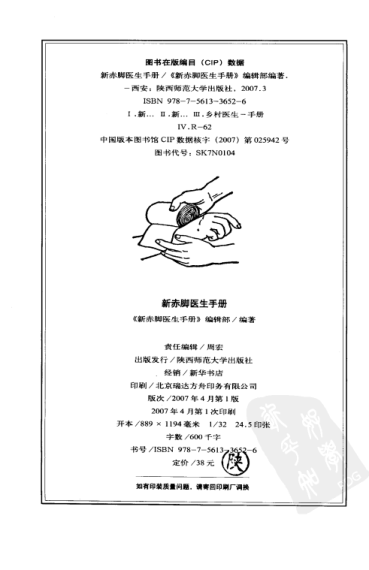 图书在版编目（CIP）数据
新赤脚医生手册／《新赤脚医生手册》编辑部编著．
－西安：陕西师范大学出版社，2007.3
ISBN 978-7-5613-3652-6
Ⅰ.新… Ⅱ.新… Ⅲ.乡村医生－手册
Ⅳ.R-62
中国版本图书馆 CIP 数据核字（2007）第 025942 号
图书代号：SK7N0104
新赤脚医生手册
《新赤脚医生手册》编辑部／编著
责任编辑／周宏
出版发行／陕西师范大学出版社
经销／新华书店
印刷／北京瑞达方舟印务有限公司
版次／2007 年 4 月第 1 版
2007 年 4 月第 1 次印刷
开本／889 × 1194 毫米 1/32 24.5 印张
字数／600 千字
书号／ISBN 978-7-5613-3652-6
定价／38 元
陕
如有印装质量问题，请寄回印刷厂调换